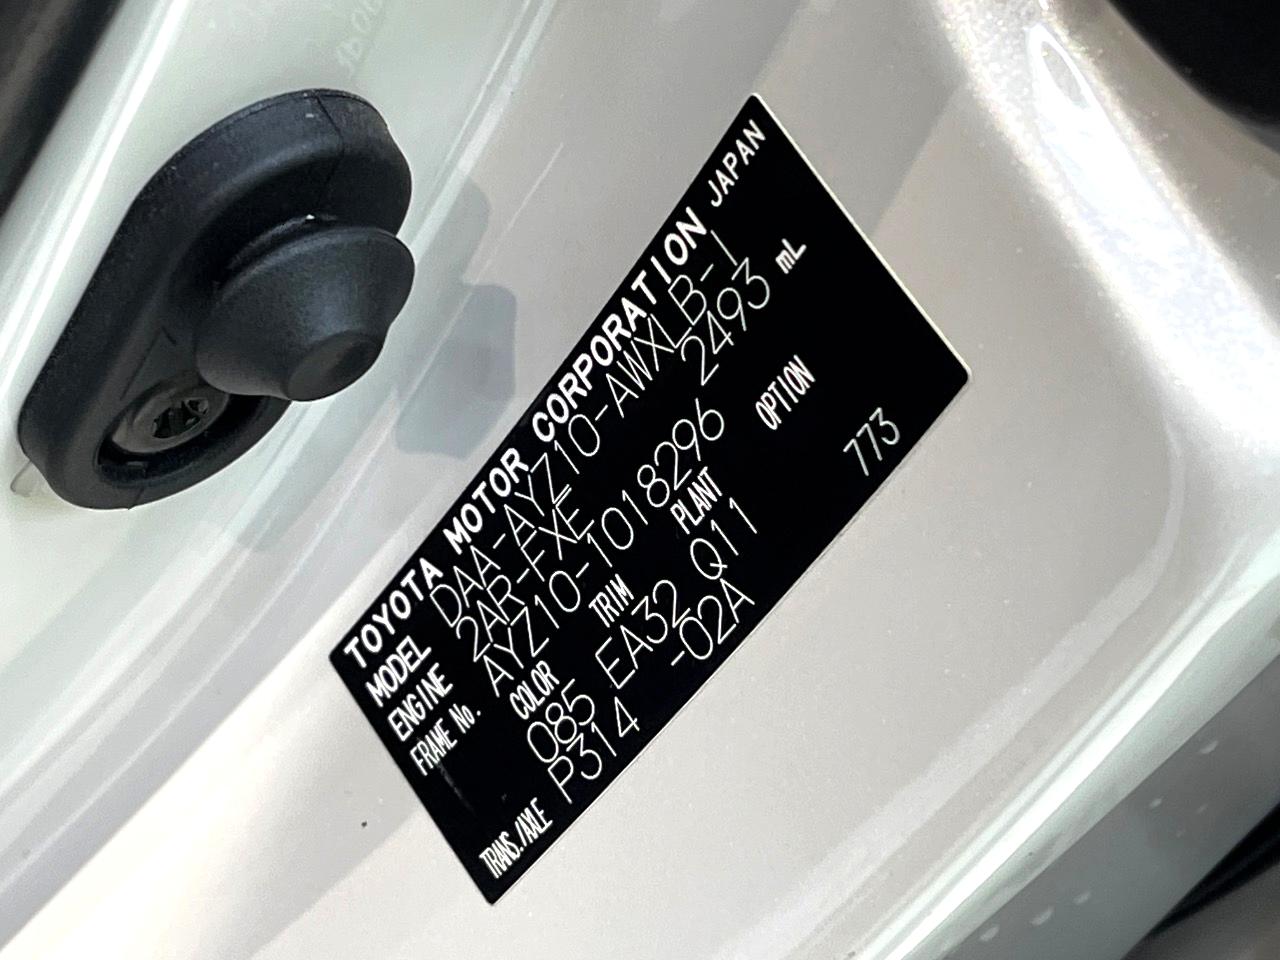 TOYOTA MOTOR CORPORATION JAPAN
MODEL DAA-AYZ10-AWXLB-I
ENGINE 2AR-FXE 2493 mL
FRAME No. AYZ10-1018296
COLOR TRIM PLANT OPTION
085 EA32 Q11 773
TRANS./AXLE P314 -02A